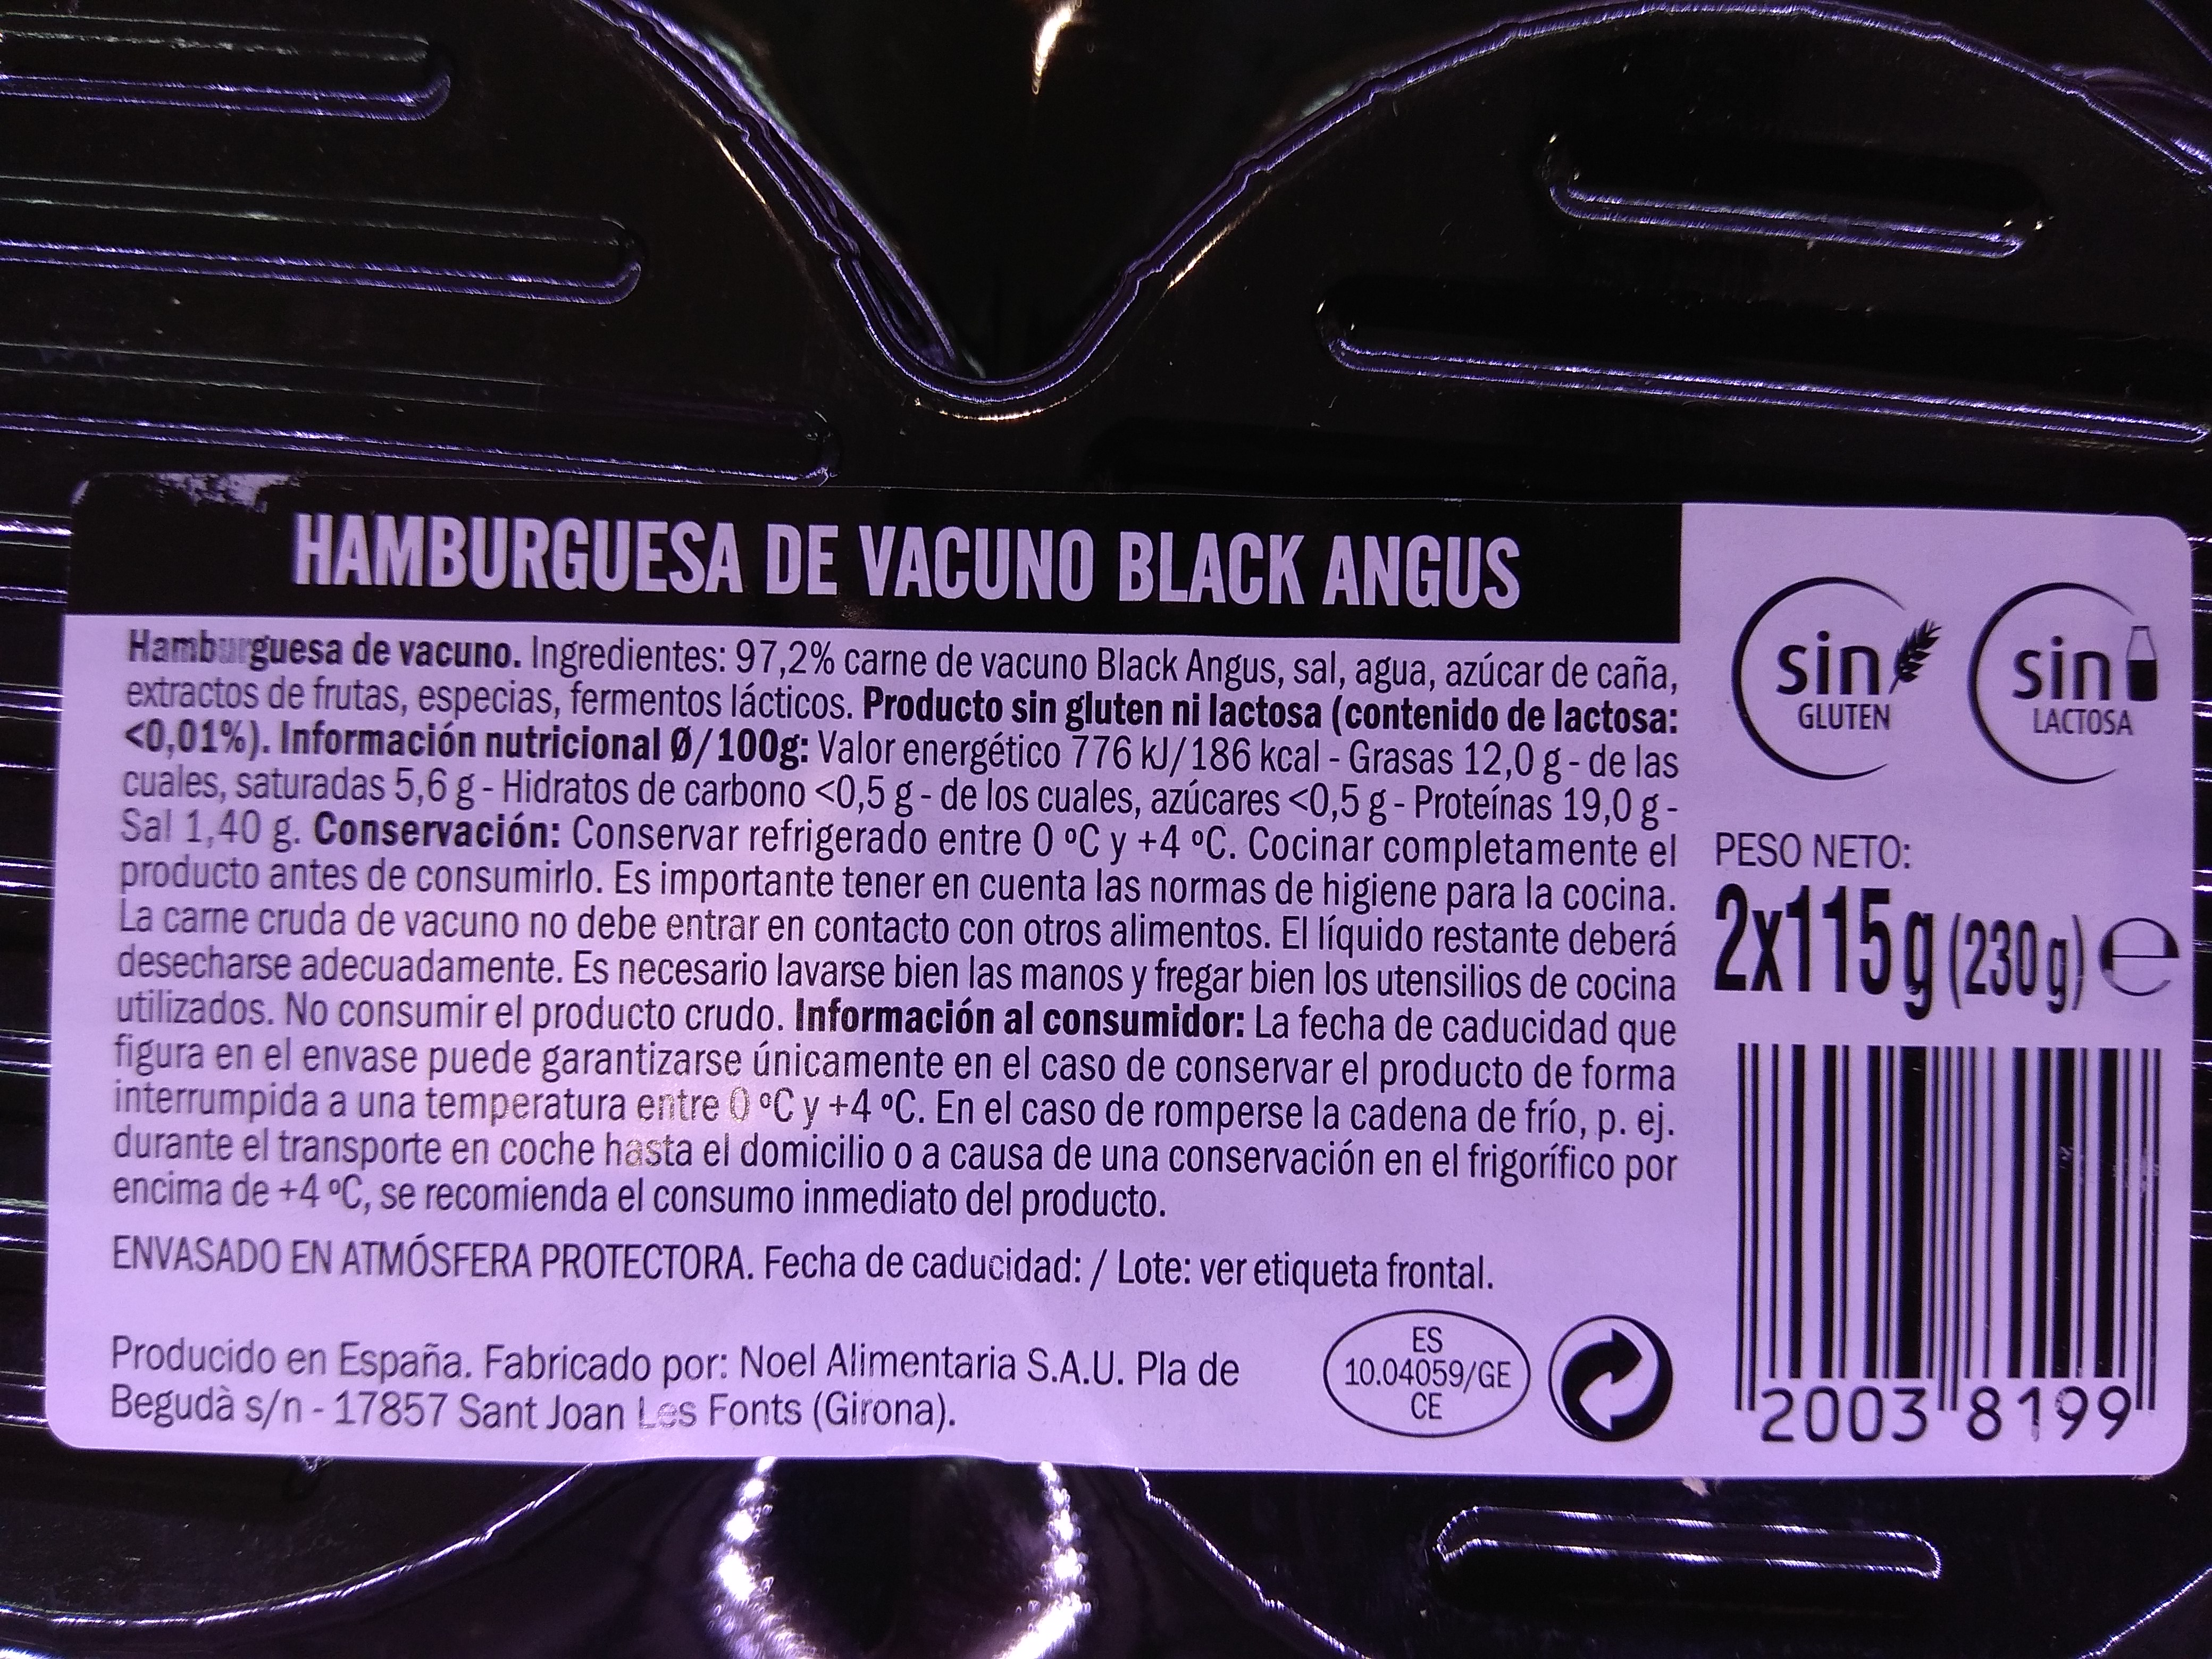 HAMBURGUESA DE VACUNO BLACK ANGUS
Hamburguesa de vacuno. Ingredientes: 97,2% carne de vacuno Black Angus, sal, agua, azúcar de caña,
extractos de frutas, especias, fermentos lácticos. Producto sin gluten ni lactosa (contenido de lactosa:
<0,01%). Información nutricional Ø/100g: Valor energético 776 kJ/186 kcal - Grasas 12,0 g - de las
cuales, saturadas 5,6 g - Hidratos de carbono <0,5 g - de los cuales, azúcares <0,5 g - Proteínas 19,0 g -
Sal 1,40 g. Conservación: Conservar refrigerado entre 0 ºC y +4 ºC. Cocinar completamente el
producto antes de consumirlo. Es importante tener en cuenta las normas de higiene para la cocina.
La carne cruda de vacuno no debe entrar en contacto con otros alimentos. El líquido restante deberá
desecharse adecuadamente. Es necesario lavarse bien las manos y fregar bien los utensilios de cocina
utilizados. No consumir el producto crudo. Información al consumidor: La fecha de caducidad que
figura en el envase puede garantizarse únicamente en el caso de conservar el producto de forma
interrumpida a una temperatura entre 0 ºC y +4 ºC. En el caso de romperse la cadena de frío, p. ej.
durante el transporte en coche hasta el domicilio o a causa de una conservación en el frigorífico por
encima de +4 ºC, se recomienda el consumo inmediato del producto.
ENVASADO EN ATMÓSFERA PROTECTORA. Fecha de caducidad: / Lote: ver etiqueta frontal.
Producido en España. Fabricado por: Noel Alimentaria S.A.U. Pla de
Begudà s/n - 17857 Sant Joan Les Fonts (Girona).
ES
10.04059/GE
CE
sin
GLUTEN
sin
LACTOSA
PESO NETO:
2x115g (230g) e
2003 8199